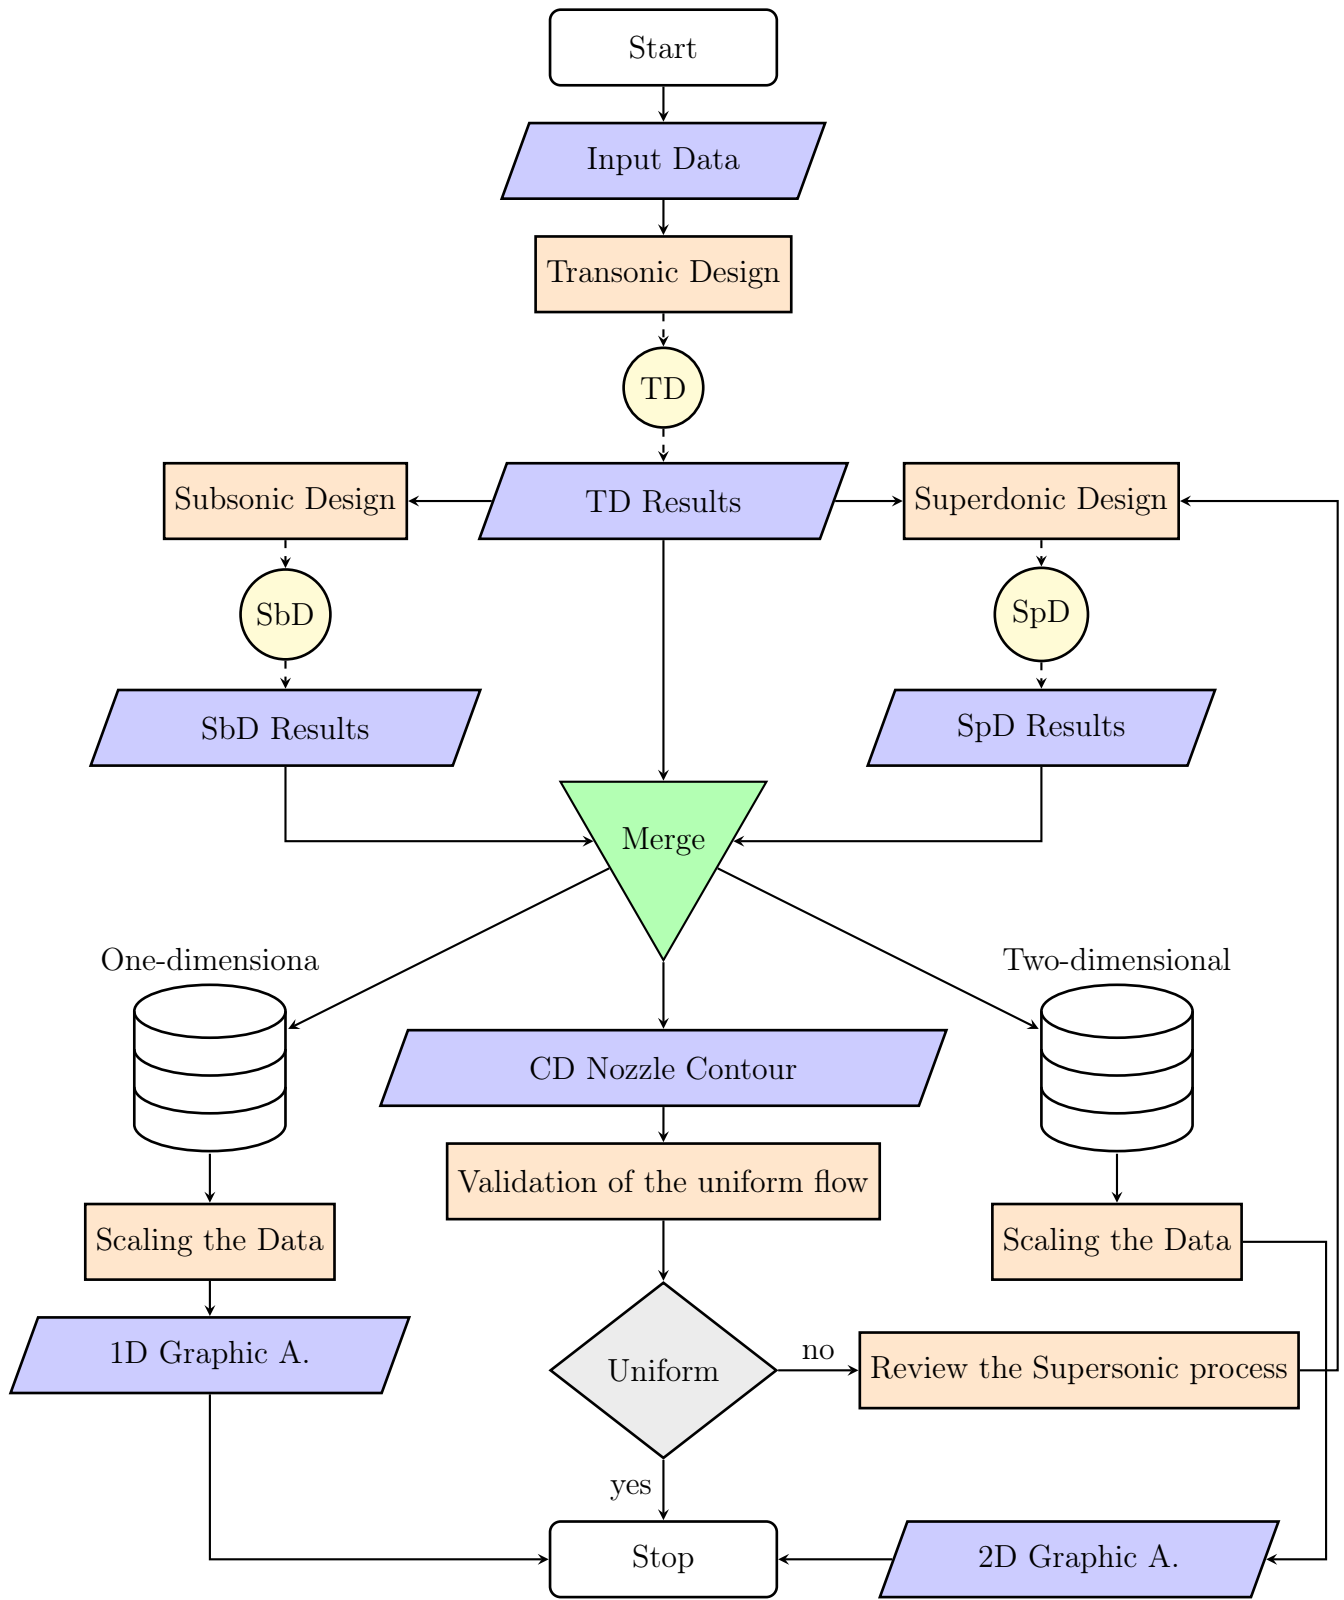 Start
Input Data
Transonic Design
TD
Subsonic Design
TD Results
Superdonic Design
SbD
SpD
SbD Results
SpD Results
Merge
One-dimensiona
Two-dimensional
CD Nozzle Contour
Validation of the uniform flow
Scaling the Data
Scaling the Data
1D Graphic A.
Uniform
no
Review the Supersonic process
yes
Stop
2D Graphic A.